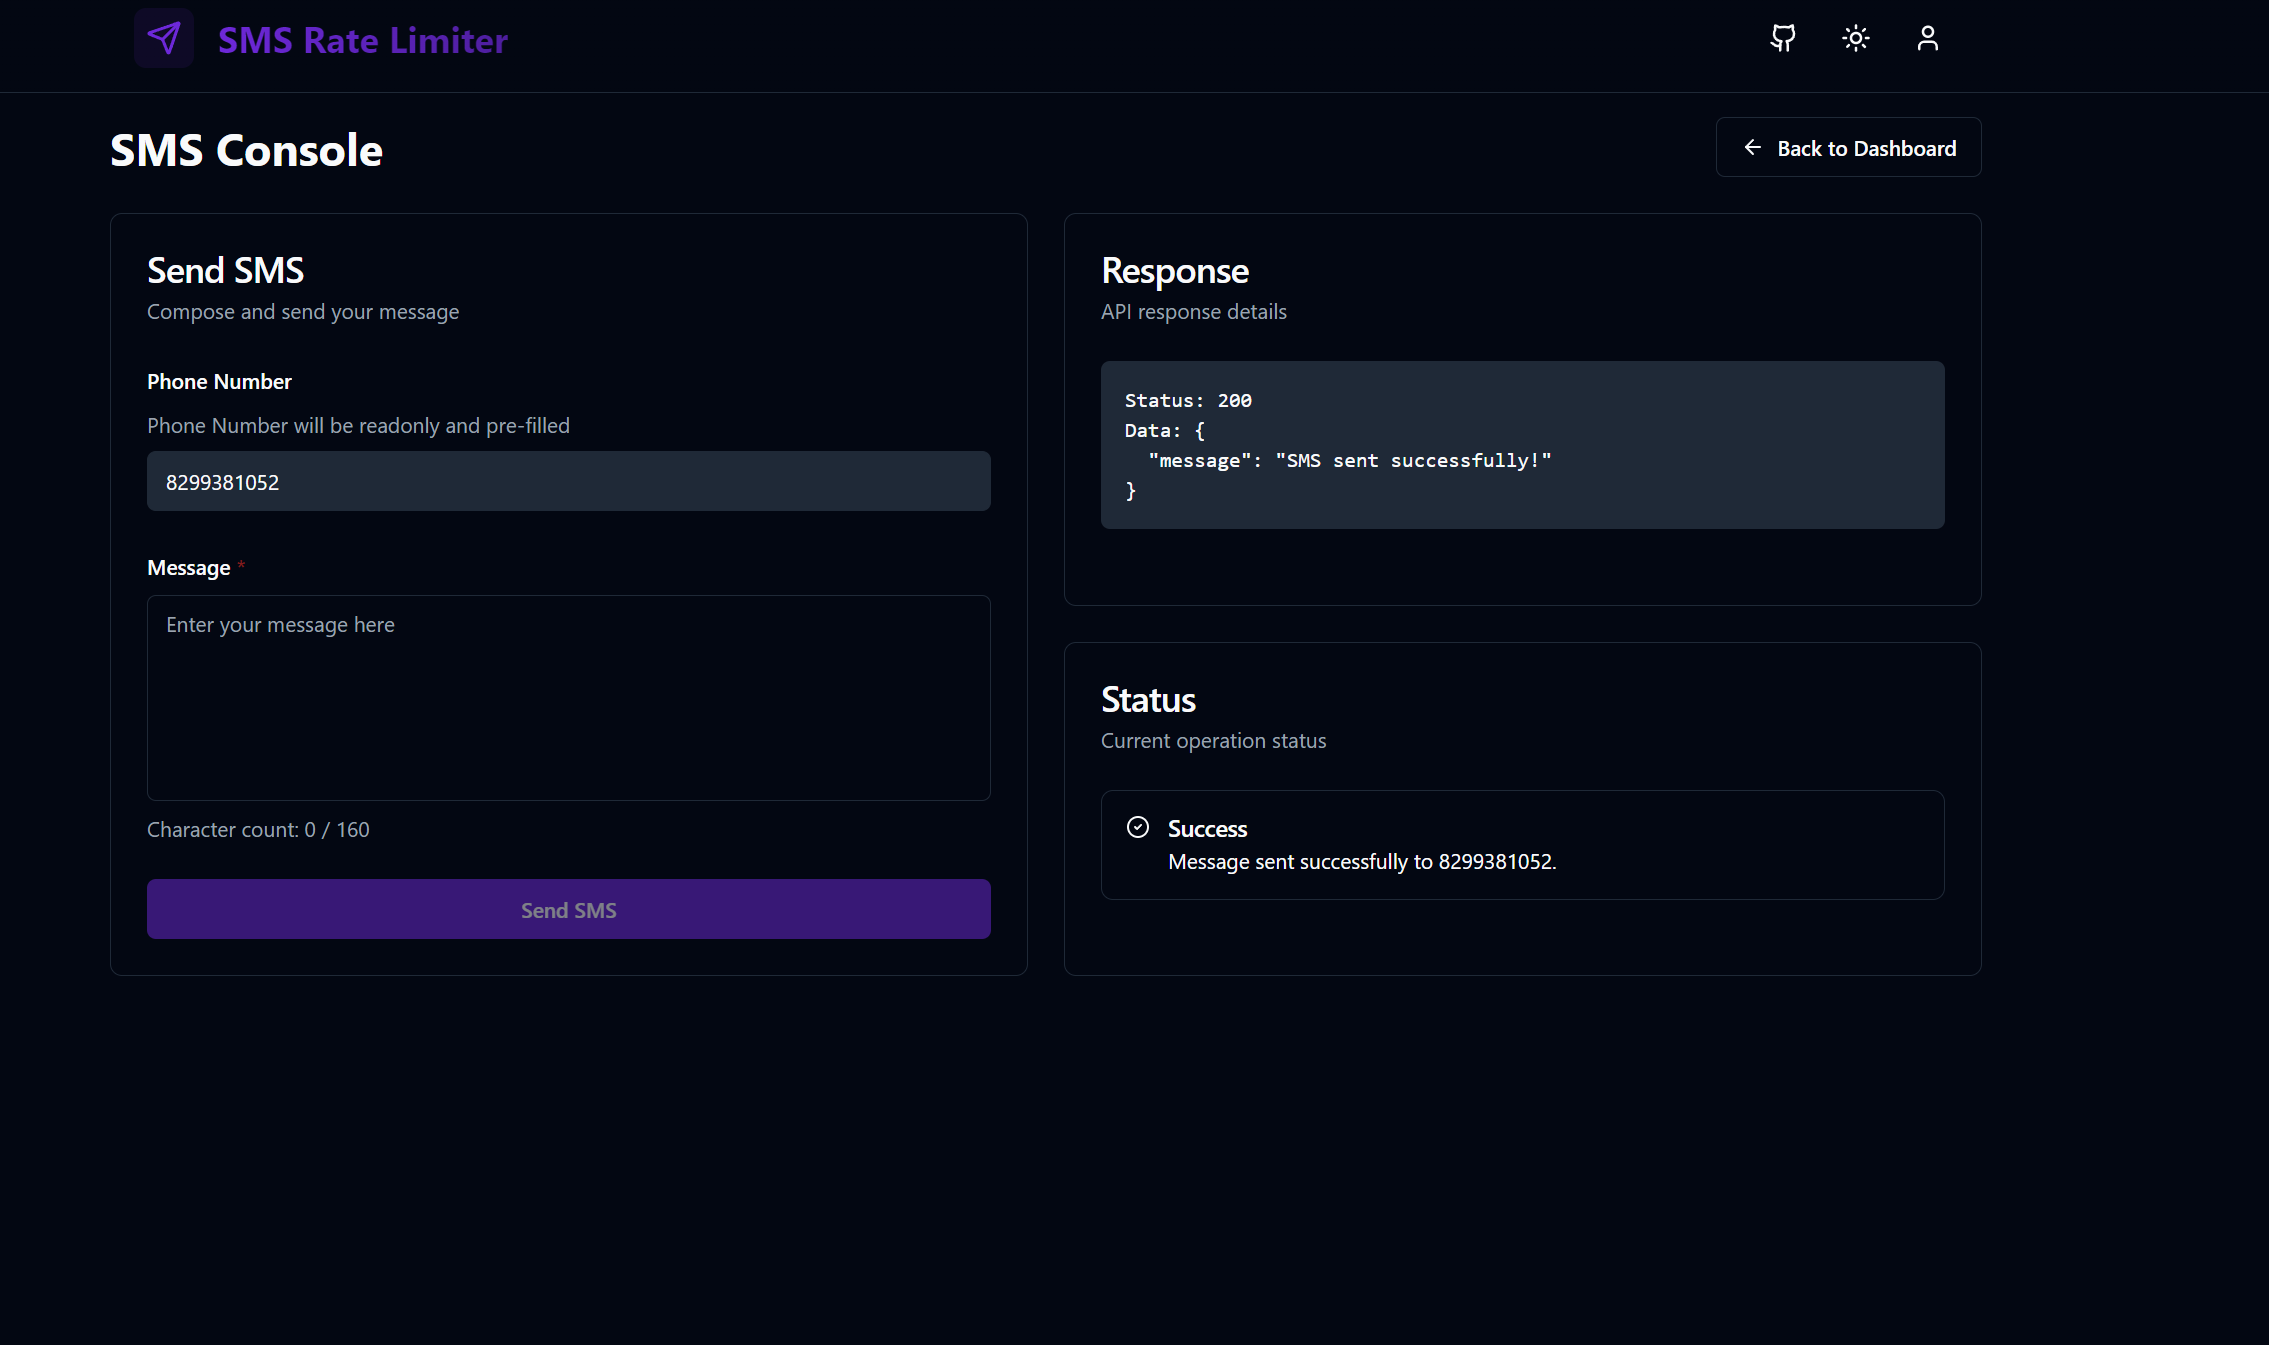 SMS Rate Limiter
SMS Console
Back to Dashboard
Send SMS
Compose and send your message
Phone Number
Phone Number will be readonly and pre-filled
8299381052
Message *
Enter your message here
Character count: 0 / 160
Send SMS
Response
API response details
Status: 200
Data: {
  "message": "SMS sent successfully!"
}
Status
Current operation status
Success
Message sent successfully to 8299381052.